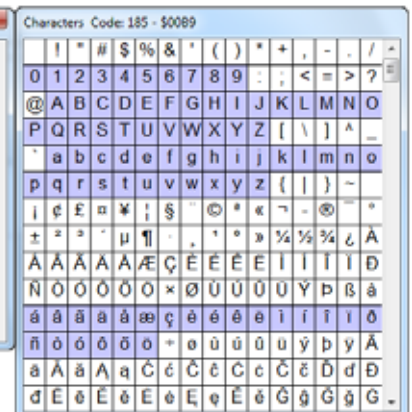 Characters Code: 185 - $00B9
! " # $ % & ' ( ) * + , - . /
0 1 2 3 4 5 6 7 8 9 : ; < = > ?
@ A B C D E F G H I J K L M N O
P Q R S T U V W X Y Z [ \ ] ^ _
` a b c d e f g h i j k l m n o
p q r s t u v w x y z { | } ~
¡ ¢ £ ¤ ¥ ¦ § ¨ © ª « ¬ - ® ¯ °
± ² ³ ´ µ ¶ · ¸ ¹ º » ¼ ½ ¾ ¿ À
Á Â Ã Ä Å Æ Ç È É Ê Ë Ì Í Î Ï Ð
Ñ Ò Ó Ô Õ Ö × Ø Ù Ú Û Ü Ý Þ ß à
á â ã ä å æ ç è é ê ë ì í î ï ð
ñ ò ó ô õ ö ÷ ø ù ú û ü ý þ ÿ Ā
ā Ă ă Ą ą Ć ć Ĉ ĉ Ċ ċ Č č Ď ď Đ
đ Ē ē Ĕ ĕ Ė ė Ę ę Ě ě Ĝ ĝ Ğ ğ Ġ